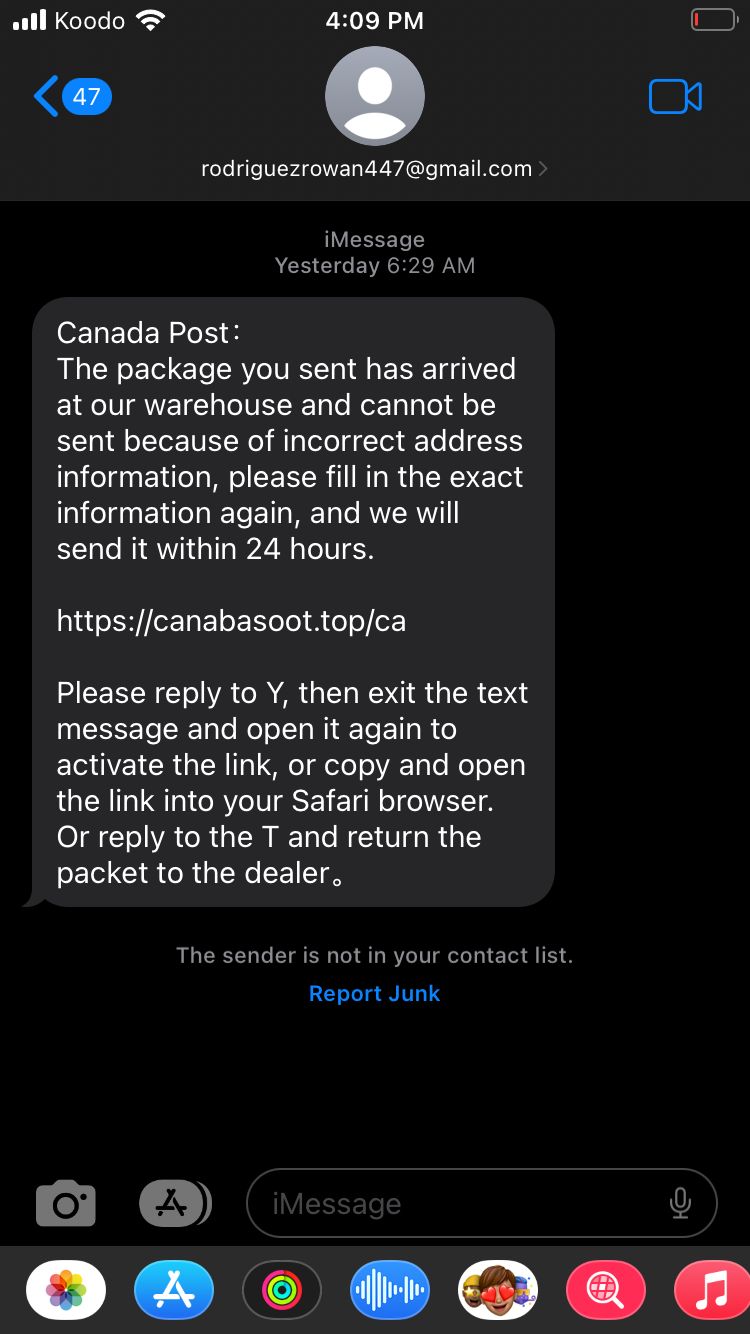 Koodo 4:09 PM
47
rodriguezrowan447@gmail.com
iMessage
Yesterday 6:29 AM
Canada Post：
The package you sent has arrived
at our warehouse and cannot be
sent because of incorrect address
information, please fill in the exact
information again, and we will
send it within 24 hours.
https://canabasoot.top/ca
Please reply to Y, then exit the text
message and open it again to
activate the link, or copy and open
the link into your Safari browser.
Or reply to the T and return the
packet to the dealer。
The sender is not in your contact list.
Report Junk
iMessage